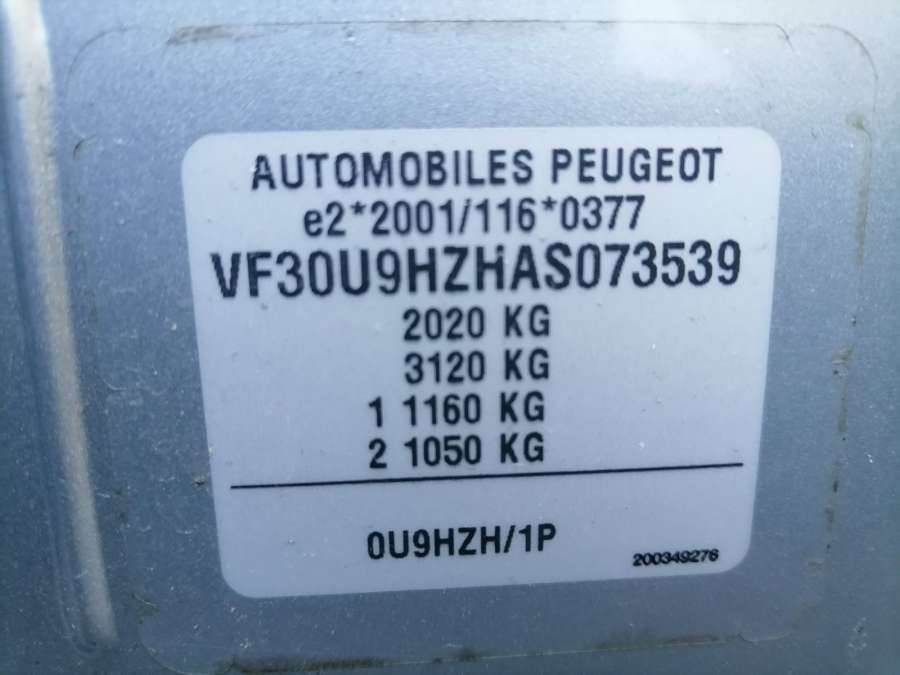 AUTOMOBILES PEUGEOT
e2*2001/116*0377
VF30U9HZHAS073539
2020 KG
3120 KG
1 1160 KG
2 1050 KG
0U9HZH/1P
200349276